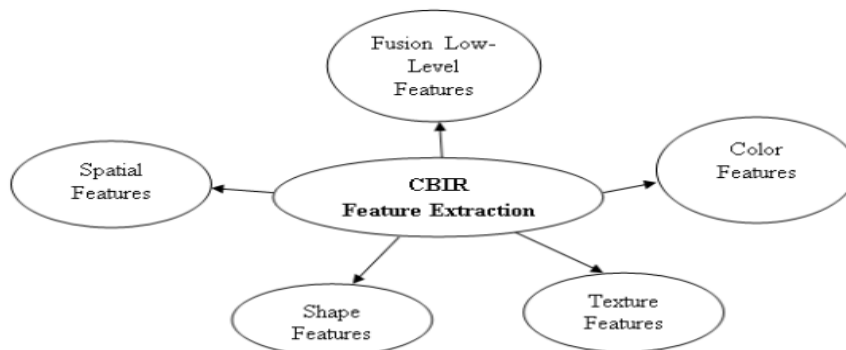 Fusion Low-
Level
Features
Spatial
Features
Color
Features
CBIR
Feature Extraction
Shape
Features
Texture
Features